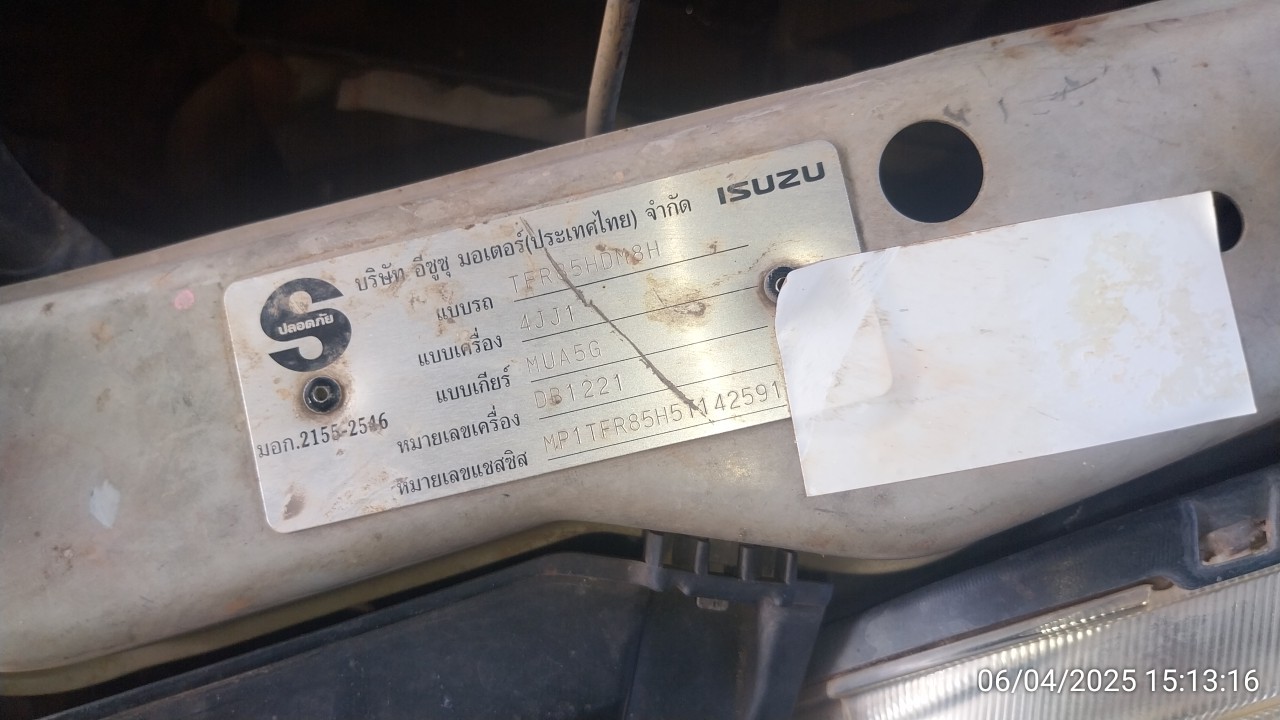 บริษัท อีซูซุ มอเตอร์(ประเทศไทย) จำกัด ISUZU
ปลอดภัย
มอก.2155-2546
แบบรถ TFR85HDM8H
แบบเครื่อง 4JJ1
แบบเกียร์ MUA5G
หมายเลขเครื่อง DB1221
หมายเลขแชสซิส MP1TFR85H5T142591
06/04/2025 15:13:16